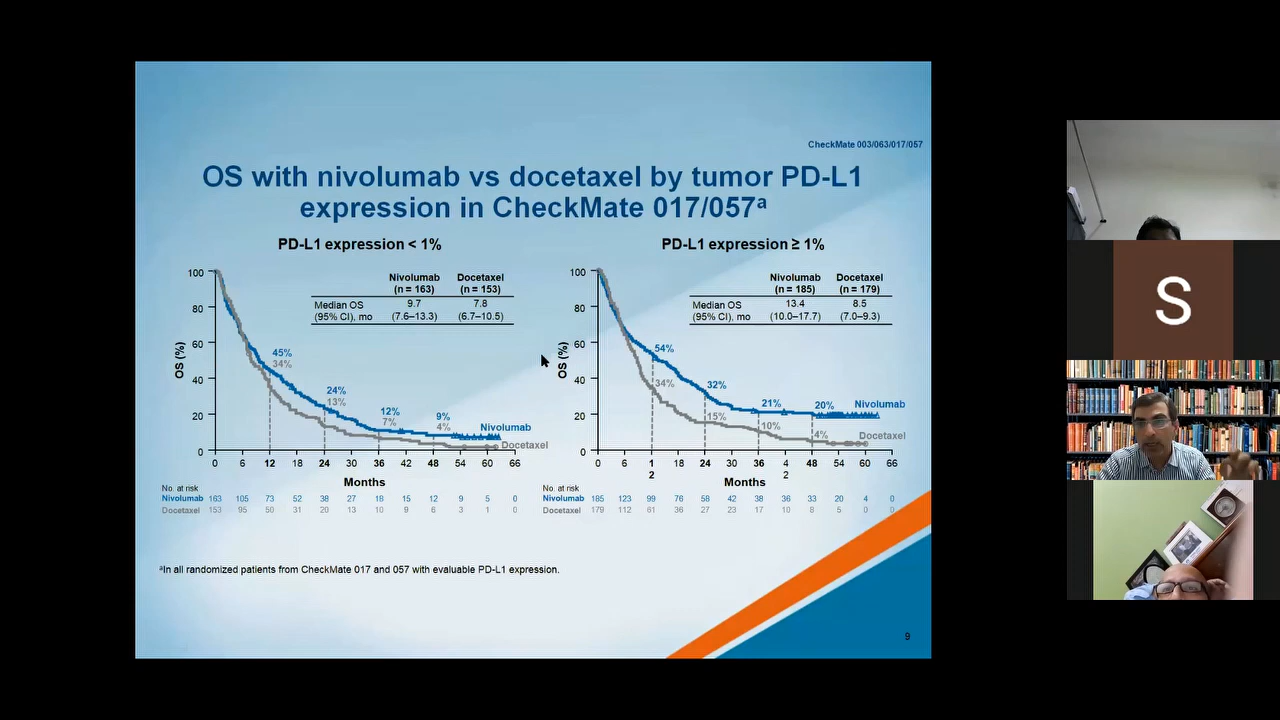 CheckMate 003/063/017/057
OS with nivolumab vs docetaxel by tumor PD-L1
expression in CheckMate 017/057a
PD-L1 expression < 1%
Nivolumab Docetaxel
(n = 163) (n = 153)
Median OS 9.7 7.8
(95% CI), mo (7.6–13.3) (6.7–10.5)
OS (%)
100
80
60
40
20
0
45%
34%
24%
13%
12%
7%
9%
4%
Nivolumab
Docetaxel
0 6 12 18 24 30 36 42 48 54 60 66
Months
No. at risk
Nivolumab 163 105 73 52 38 27 18 15 12 9 5 0
Docetaxel 153 95 50 31 20 13 10 9 6 3 1 0
PD-L1 expression ≥ 1%
Nivolumab Docetaxel
(n = 185) (n = 179)
Median OS 13.4 8.5
(95% CI), mo (10.0–17.7) (7.0–9.3)
OS (%)
100
80
60
40
20
0
54%
34%
32%
15%
21%
10%
20%
4%
Nivolumab
Docetaxel
0 6 1 18 24 30 36 4 48 54 60 66
2 2
Months
No. at risk
Nivolumab 185 123 99 76 58 42 38 36 33 20 4 0
Docetaxel 179 112 61 36 27 23 17 10 8 5 0 0
aIn all randomized patients from CheckMate 017 and 057 with evaluable PD-L1 expression.
9
S